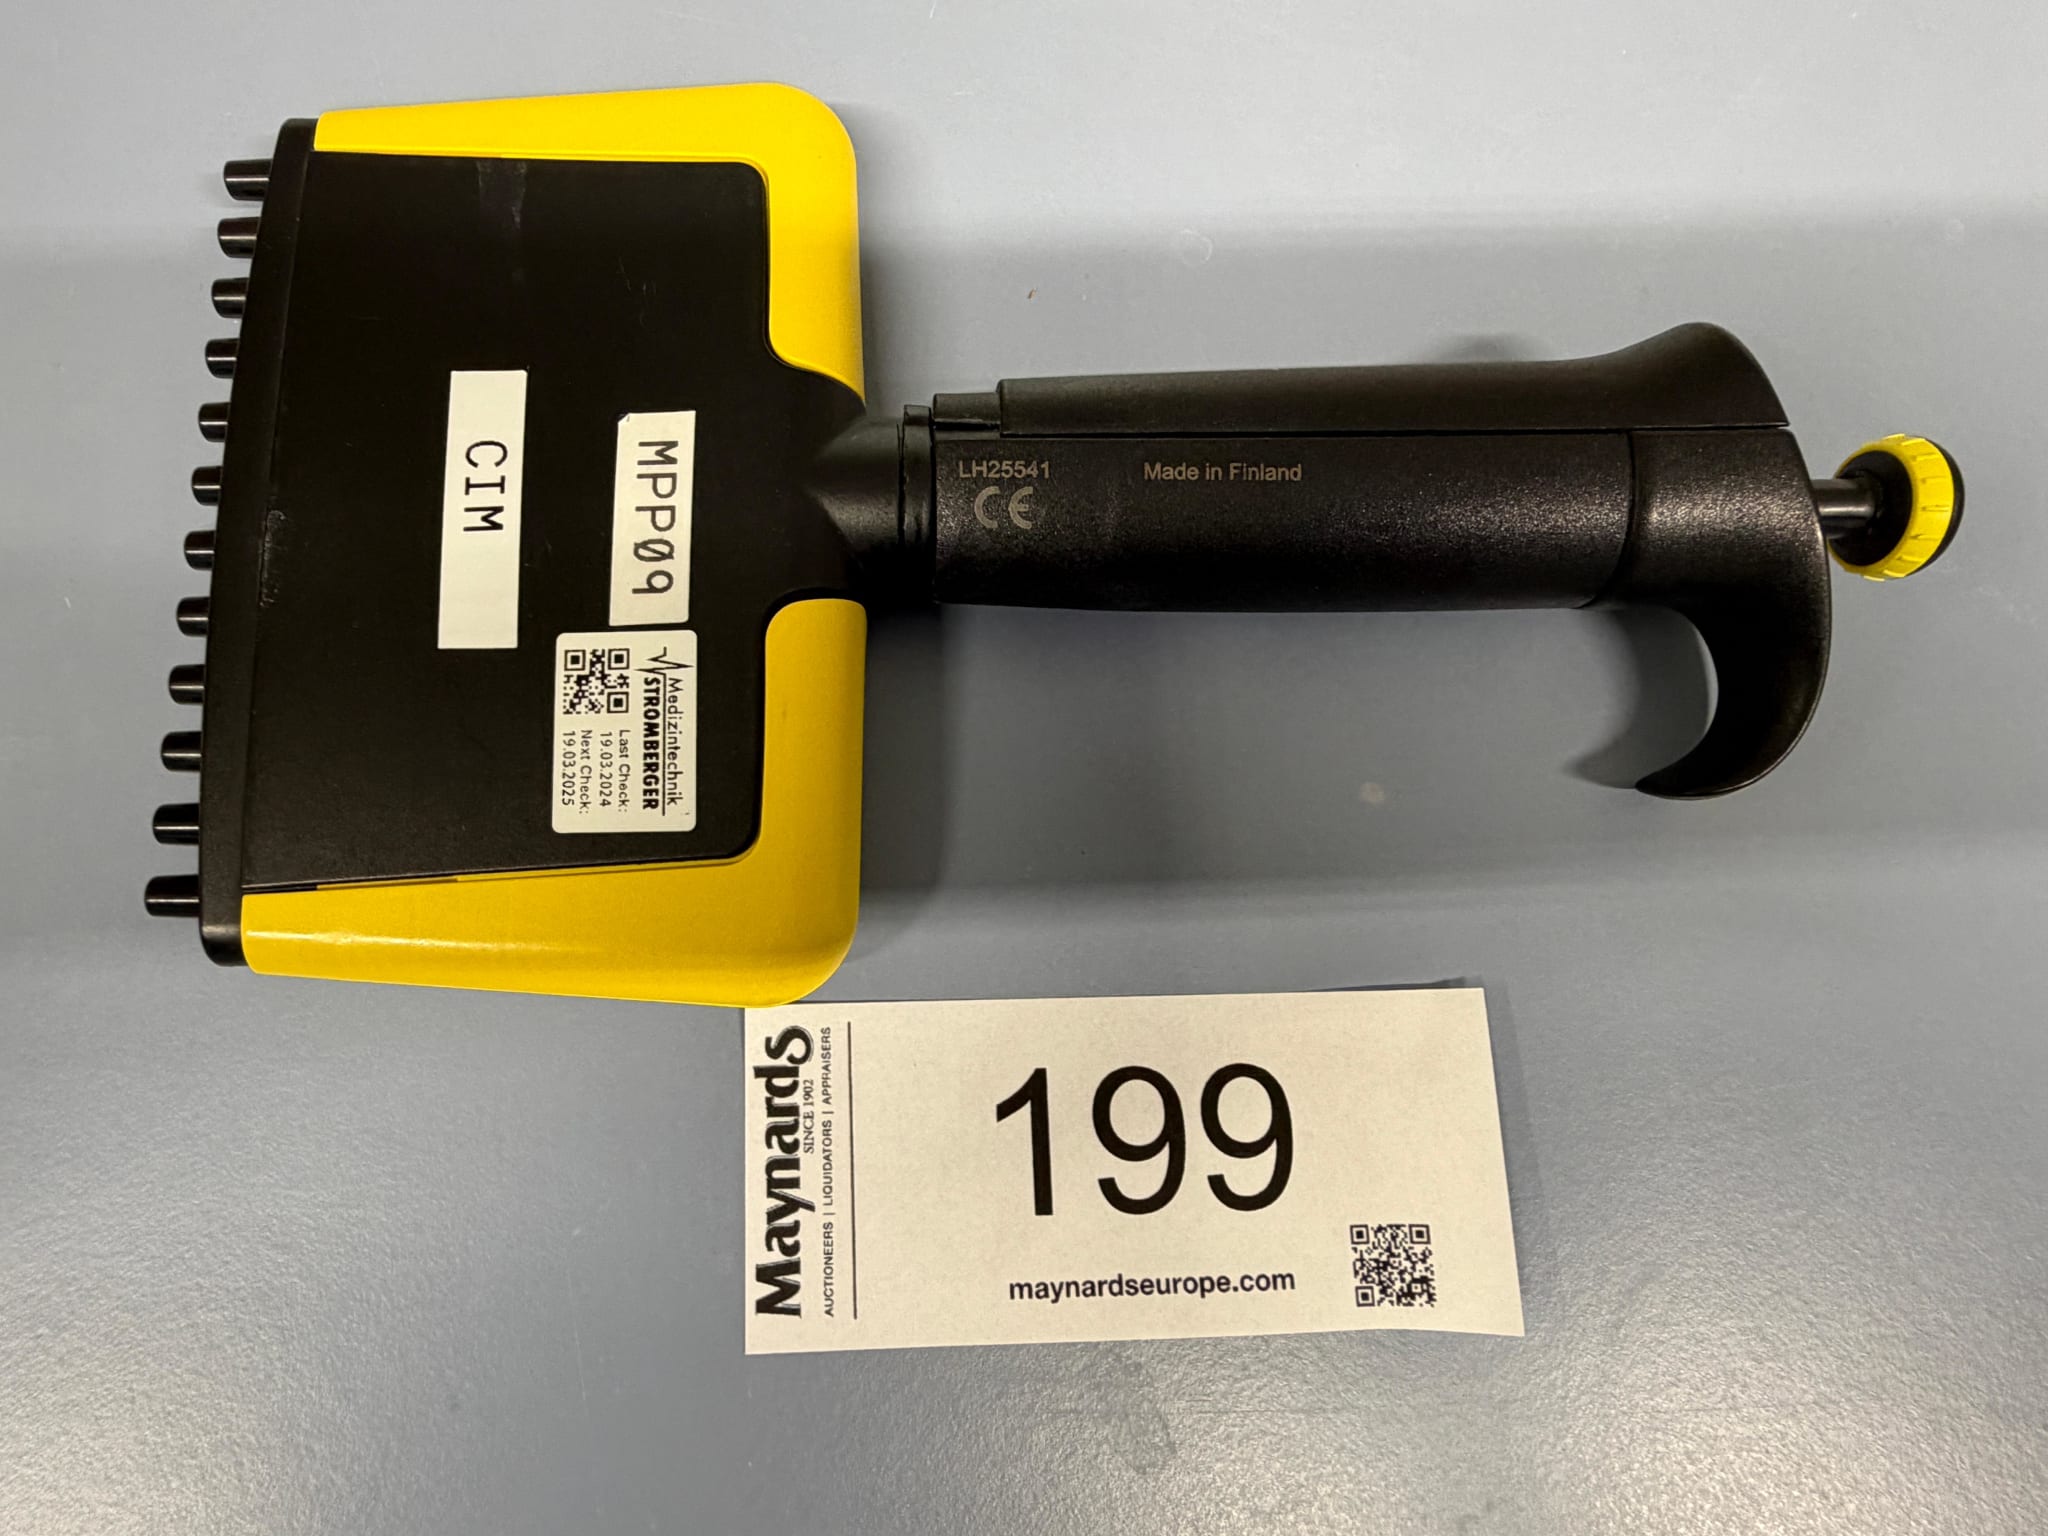 CIM
MPP09
Medizintechnik
STROMBERGER
Last Check:
19.03.2024
Next Check:
19.03.2025
LH25541
Made in Finland
CE
Maynards
SINCE 1902
AUCTIONEERS | LIQUIDATORS | APPRAISERS
199
maynardseurope.com